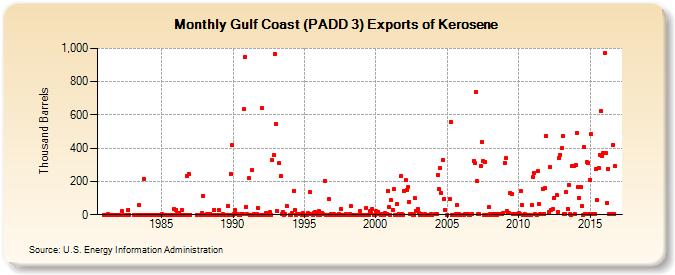 Monthly Gulf Coast (PADD 3) Exports of Kerosene
Thousand Barrels
1,000
800
600
400
200
0
1985 1990 1995 2000 2005 2010 2015
Source: U.S. Energy Information Administration